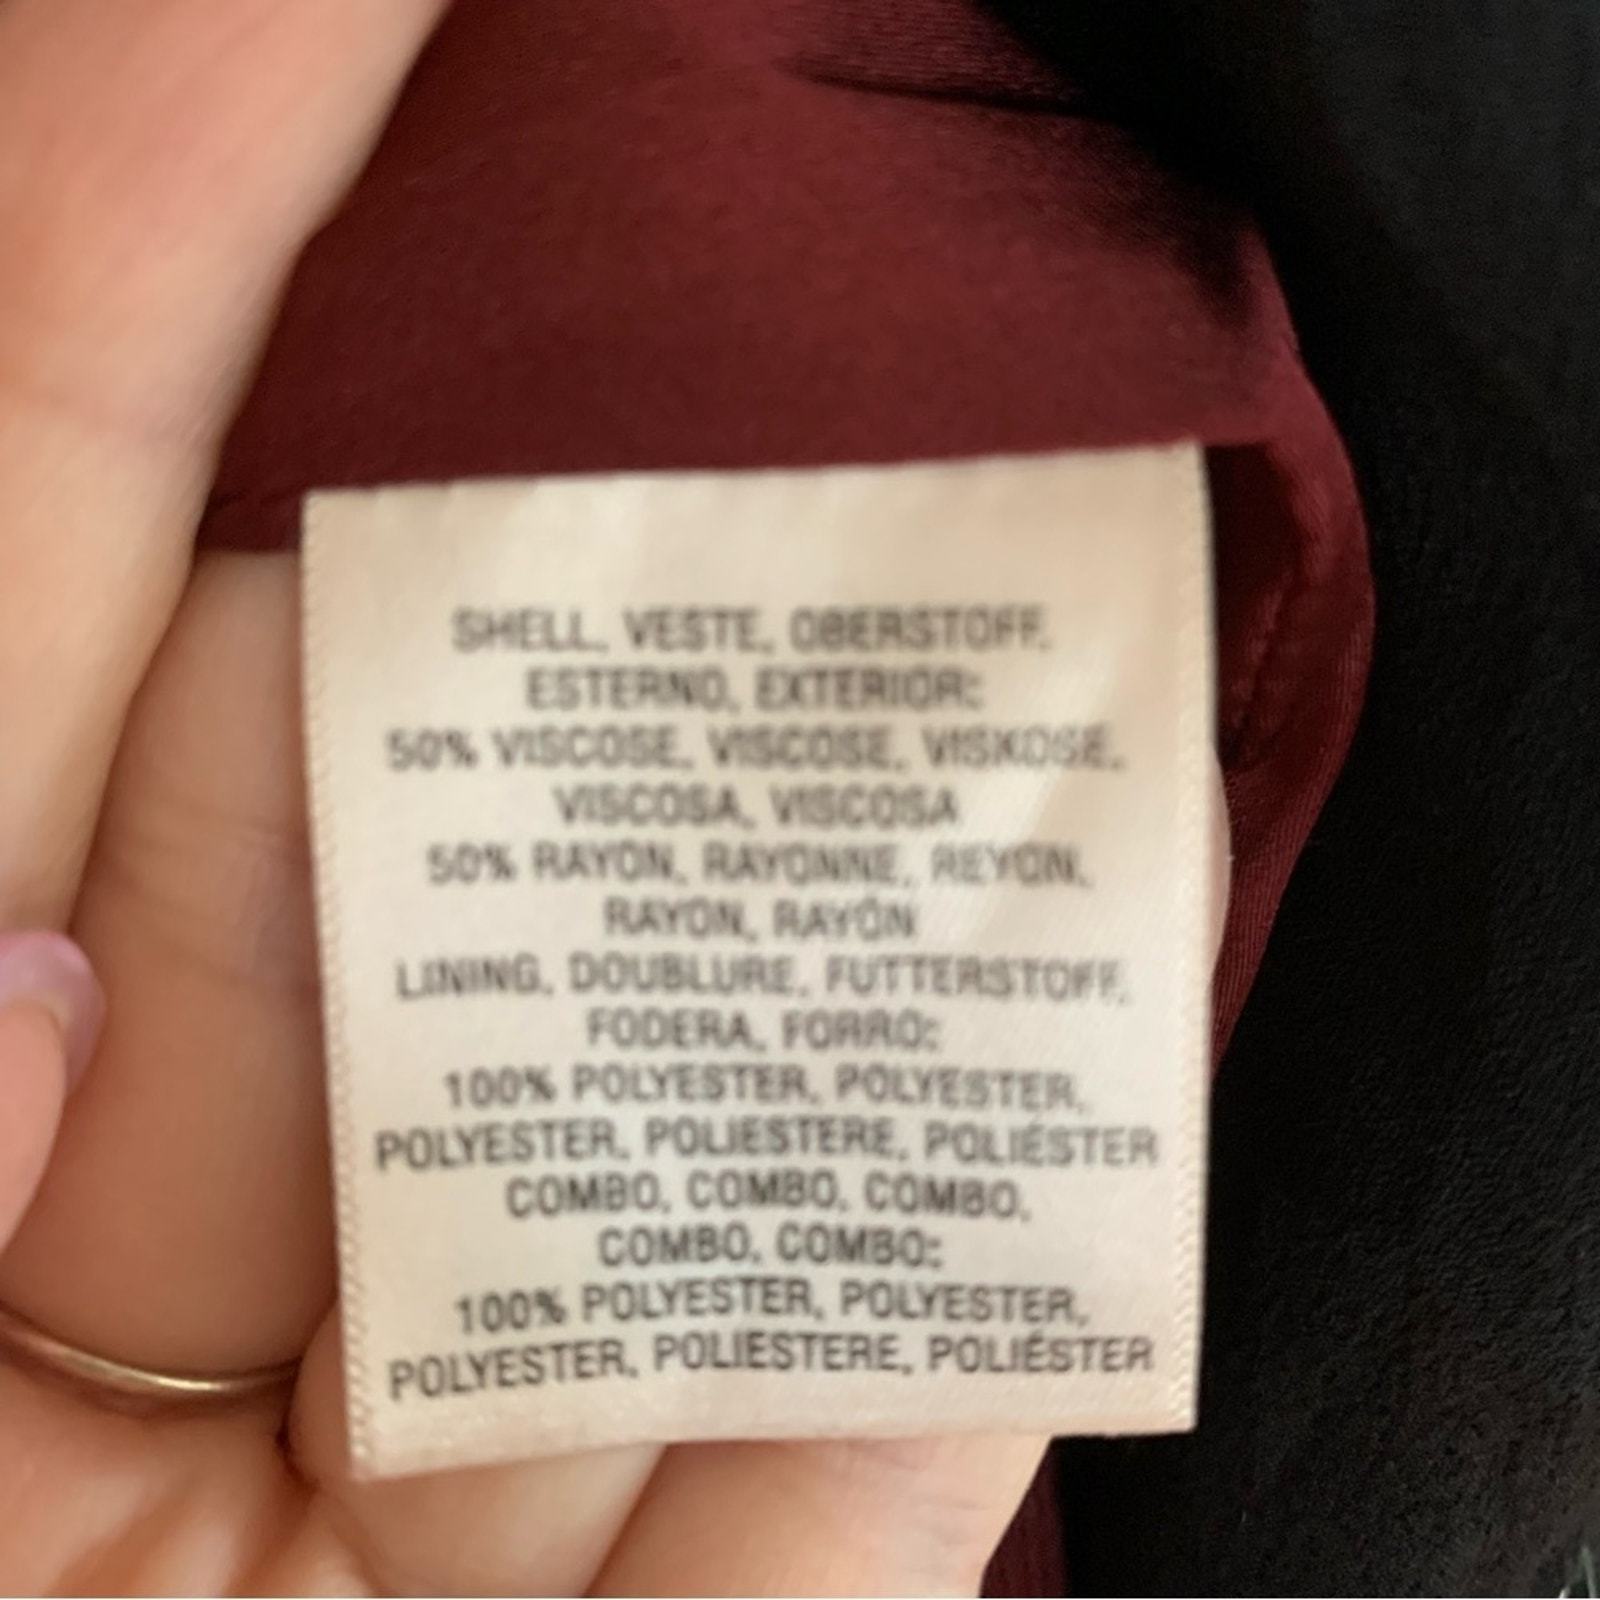 SHELL, VESTE, OBERSTOFF,
ESTERNO, EXTERIOR:
50% VISCOSE, VISCOSE, VISKOSE,
VISCOSA, VISCOSA
50% RAYON, RAYONNE, REYON,
RAYON, RAYÓN
LINING, DOUBLURE, FUTTERSTOFF,
FODERA, FORRO:
100% POLYESTER, POLYESTER,
POLYESTER, POLIESTERE, POLIÉSTER
COMBO, COMBO, COMBO,
COMBO, COMBO:
100% POLYESTER, POLYESTER,
POLYESTER, POLIESTERE, POLIÉSTER